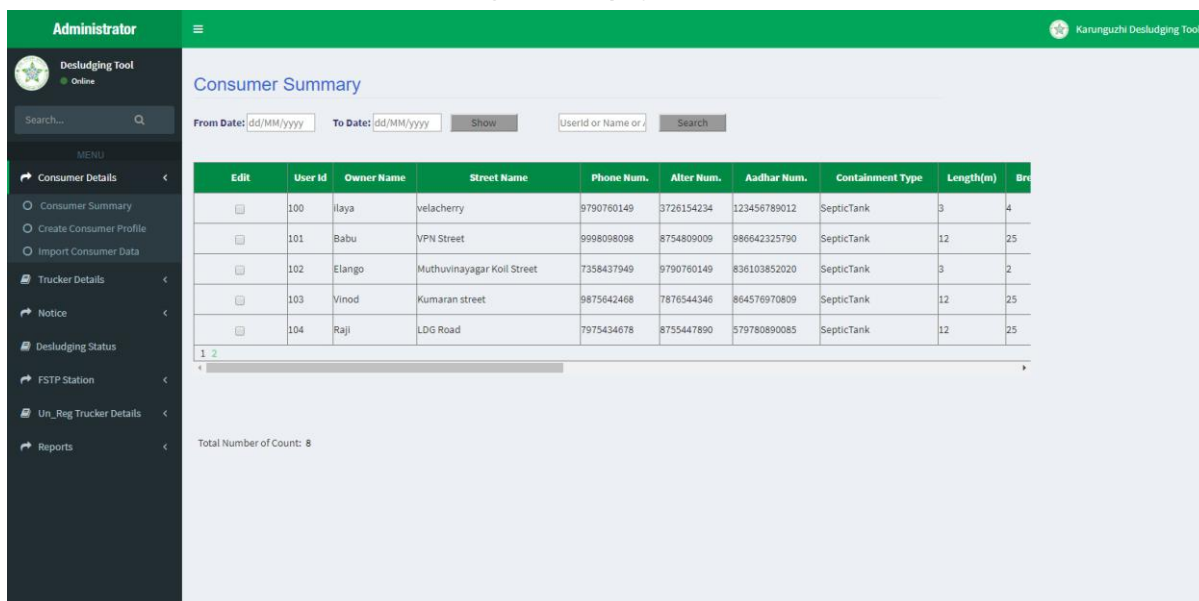 Administrator
☰
Karunguzhi Desludging Tool
Desludging Tool
Online
Search...
MENU
Consumer Details
Consumer Summary
Create Consumer Profile
Import Consumer Data
Trucker Details
Notice
Desludging Status
FSTP Station
Un_Reg Trucker Details
Reports
Consumer Summary
From Date: dd/MM/yyyy To Date: dd/MM/yyyy Show UserId or Name or Search
Edit User Id Owner Name Street Name Phone Num. Alter Num. Aadhar Num. Containment Type Length(m) Bre
100 ilaya velacherry 9790760149 3726154234 123456789012 SepticTank 3 4
101 Babu VPN Street 9998098098 8754809009 986642325790 SepticTank 12 25
102 Elango Muthuvinayagar Koil Street 7358437949 9790760149 836103852020 SepticTank 3 2
103 Vinod Kumaran street 9875642468 7876544346 864576970809 SepticTank 12 25
104 Raji LDG Road 7975434678 8755447890 579780890085 SepticTank 12 25
1 2
Total Number of Count: 8